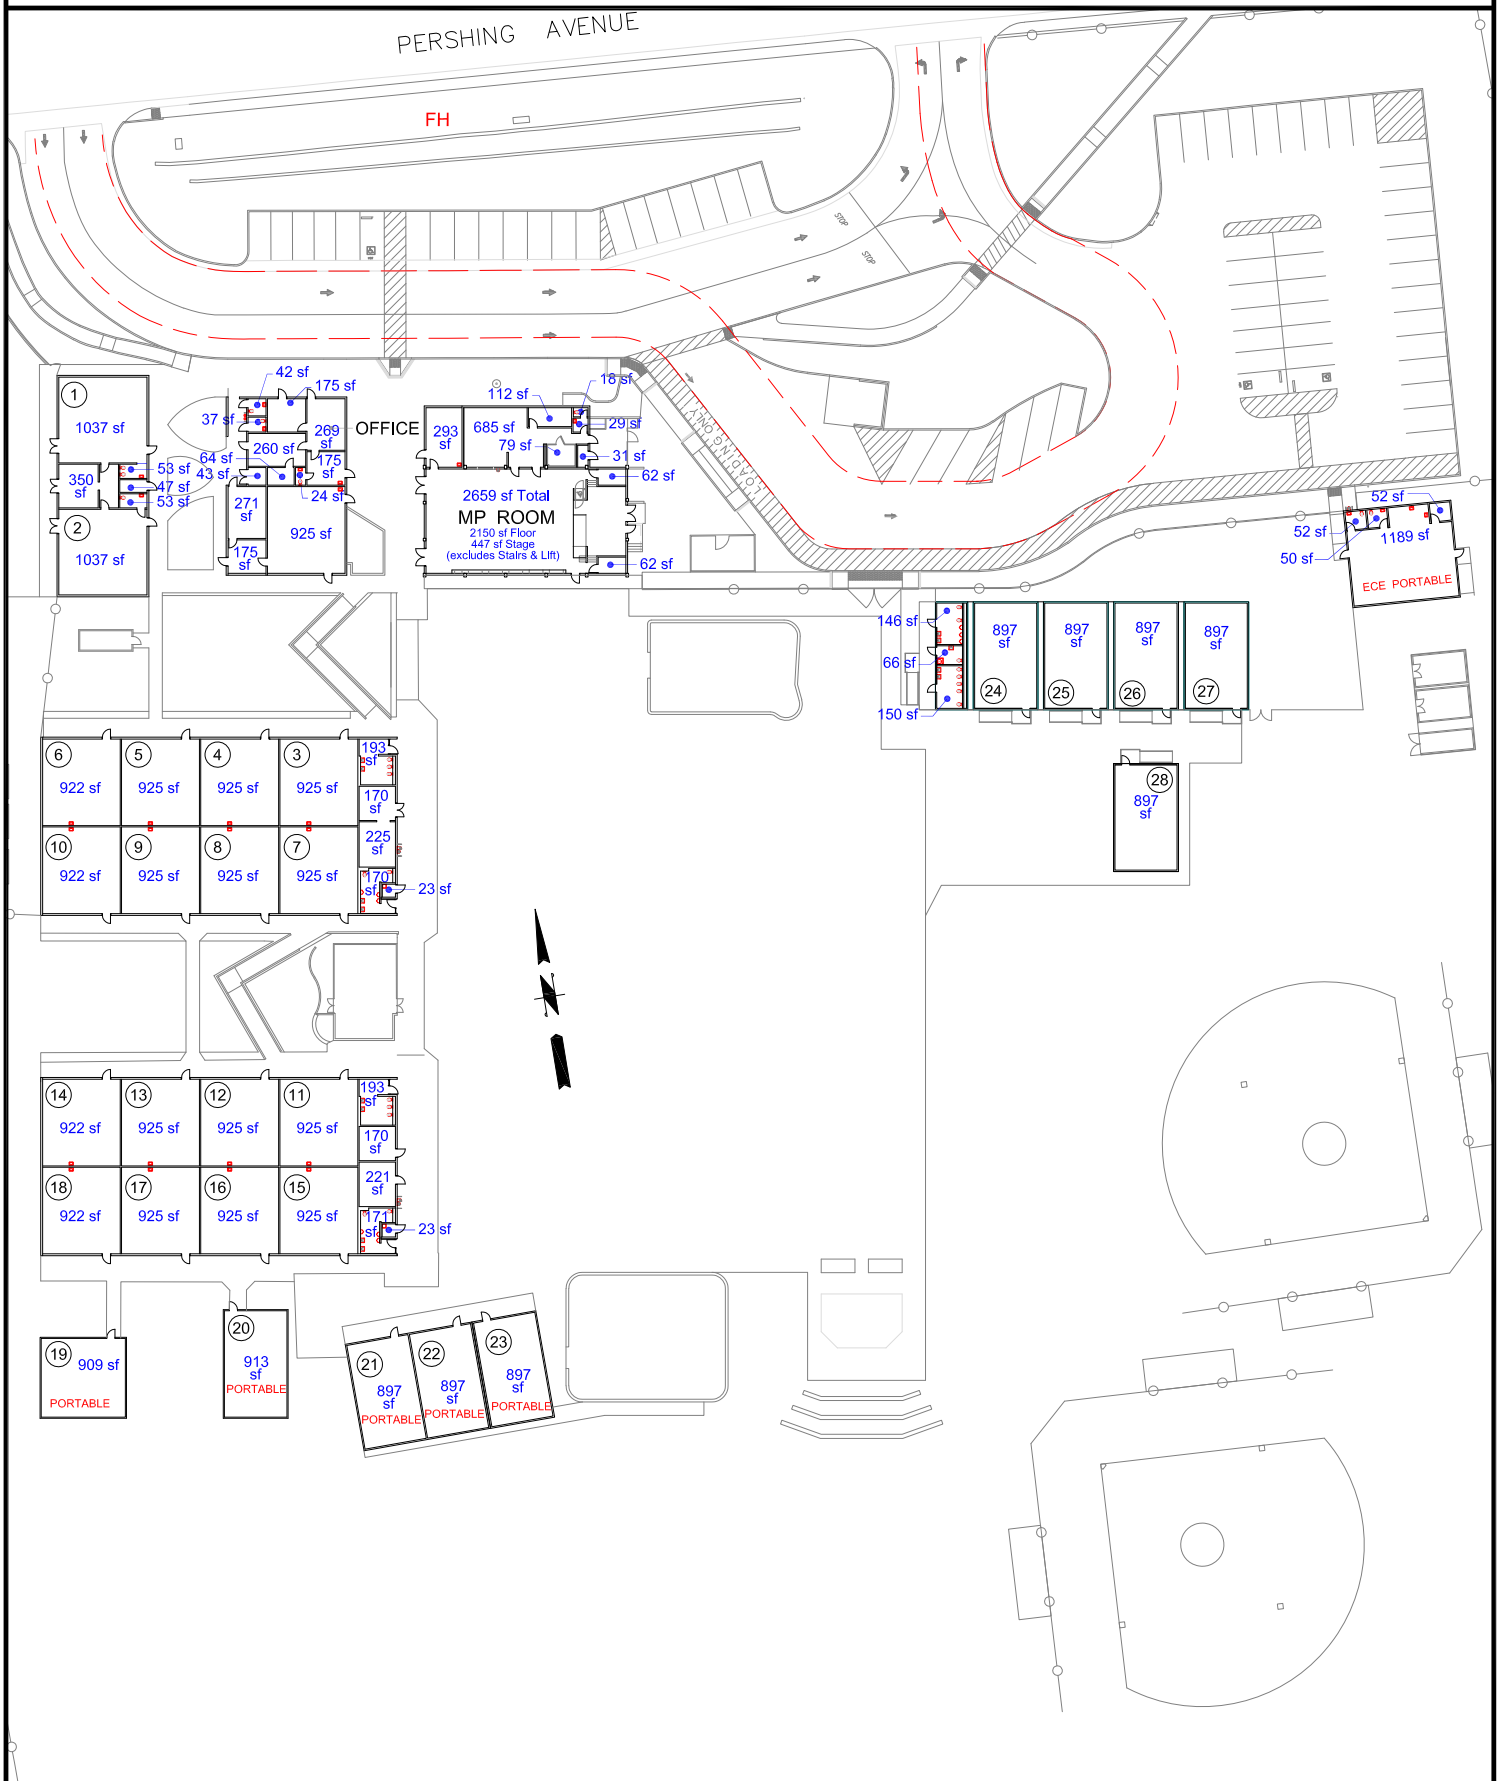 PERSHING AVENUE
FH
STOP
STOP
LOADING ONLY
1
1037 sf
350
sf
53 sf
47 sf
53 sf
2
1037 sf
42 sf
175 sf
37 sf
269
sf
OFFICE
260 sf
64 sf
43 sf
175
sf
24 sf
271
sf
925 sf
175
sf
293
sf
685 sf
112 sf
18 sf
29 sf
79 sf
31 sf
62 sf
2659 sf Total
MP ROOM
2150 sf Floor
447 sf Stage
(excludes Stairs & Lift)
62 sf
52 sf
52 sf
50 sf
1189 sf
ECE PORTABLE
146 sf
66 sf
150 sf
897
sf
24
897
sf
25
897
sf
26
897
sf
27
28
897
sf
6
922 sf
5
925 sf
4
925 sf
3
925 sf
193
sf
170
sf
10
922 sf
9
925 sf
8
925 sf
7
925 sf
225
sf
170
sf
23 sf
14
922 sf
13
925 sf
12
925 sf
11
925 sf
193
sf
170
sf
18
922 sf
17
925 sf
16
925 sf
15
925 sf
221
sf
171
sf
23 sf
19
909 sf
PORTABLE
20
913
sf
PORTABLE
21
897
sf
PORTABLE
22
897
sf
PORTABLE
23
897
sf
PORTABLE